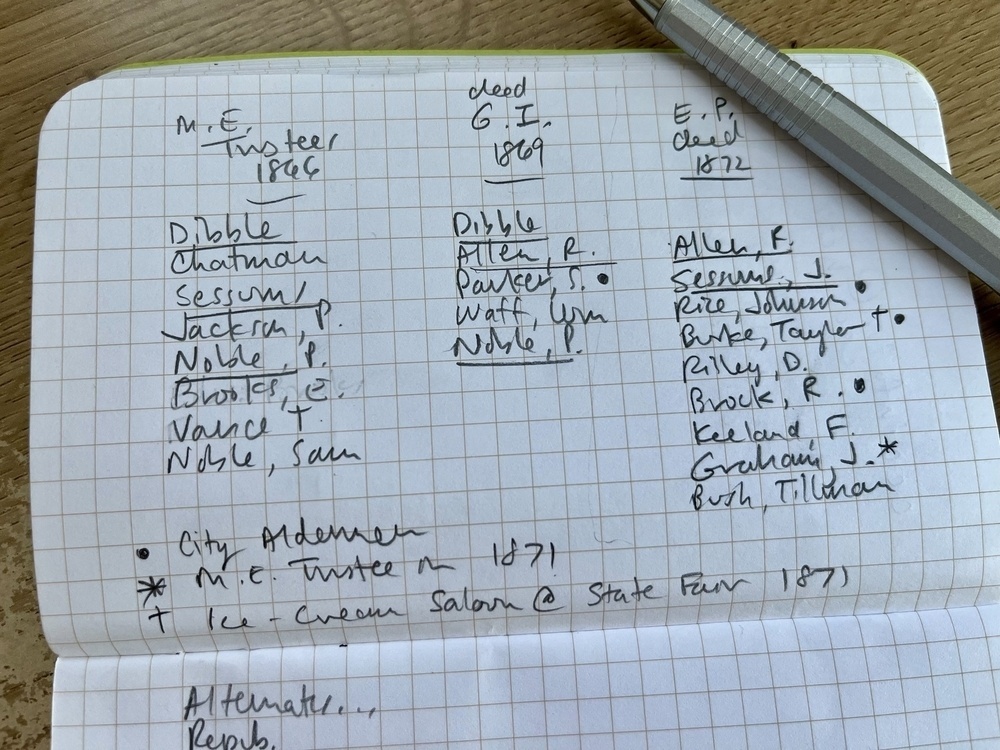 M.E.
Trustees
1866
Dibble
Chatman
Sessums
Jackson, P.
Noble, P.
Brooks, E.
Vance †
Noble, Sam
deed
G.I.
1869
Dibble
Allen, R.
Parker, S. •
Waff, Wm
Noble, P.
E.P.
deed
1872
Allen, R.
Sessums, J.
Rice, Johnson •
Burke, Taylor † •
Riley, D.
Brock, R. •
Keeland, F.
Graham, J. *
Bush, Tillman
• City Aldermen
* M.E. Trustee in 1871
† Ice-Cream Saloon @ State Fair 1871
Alternates...
Repub.